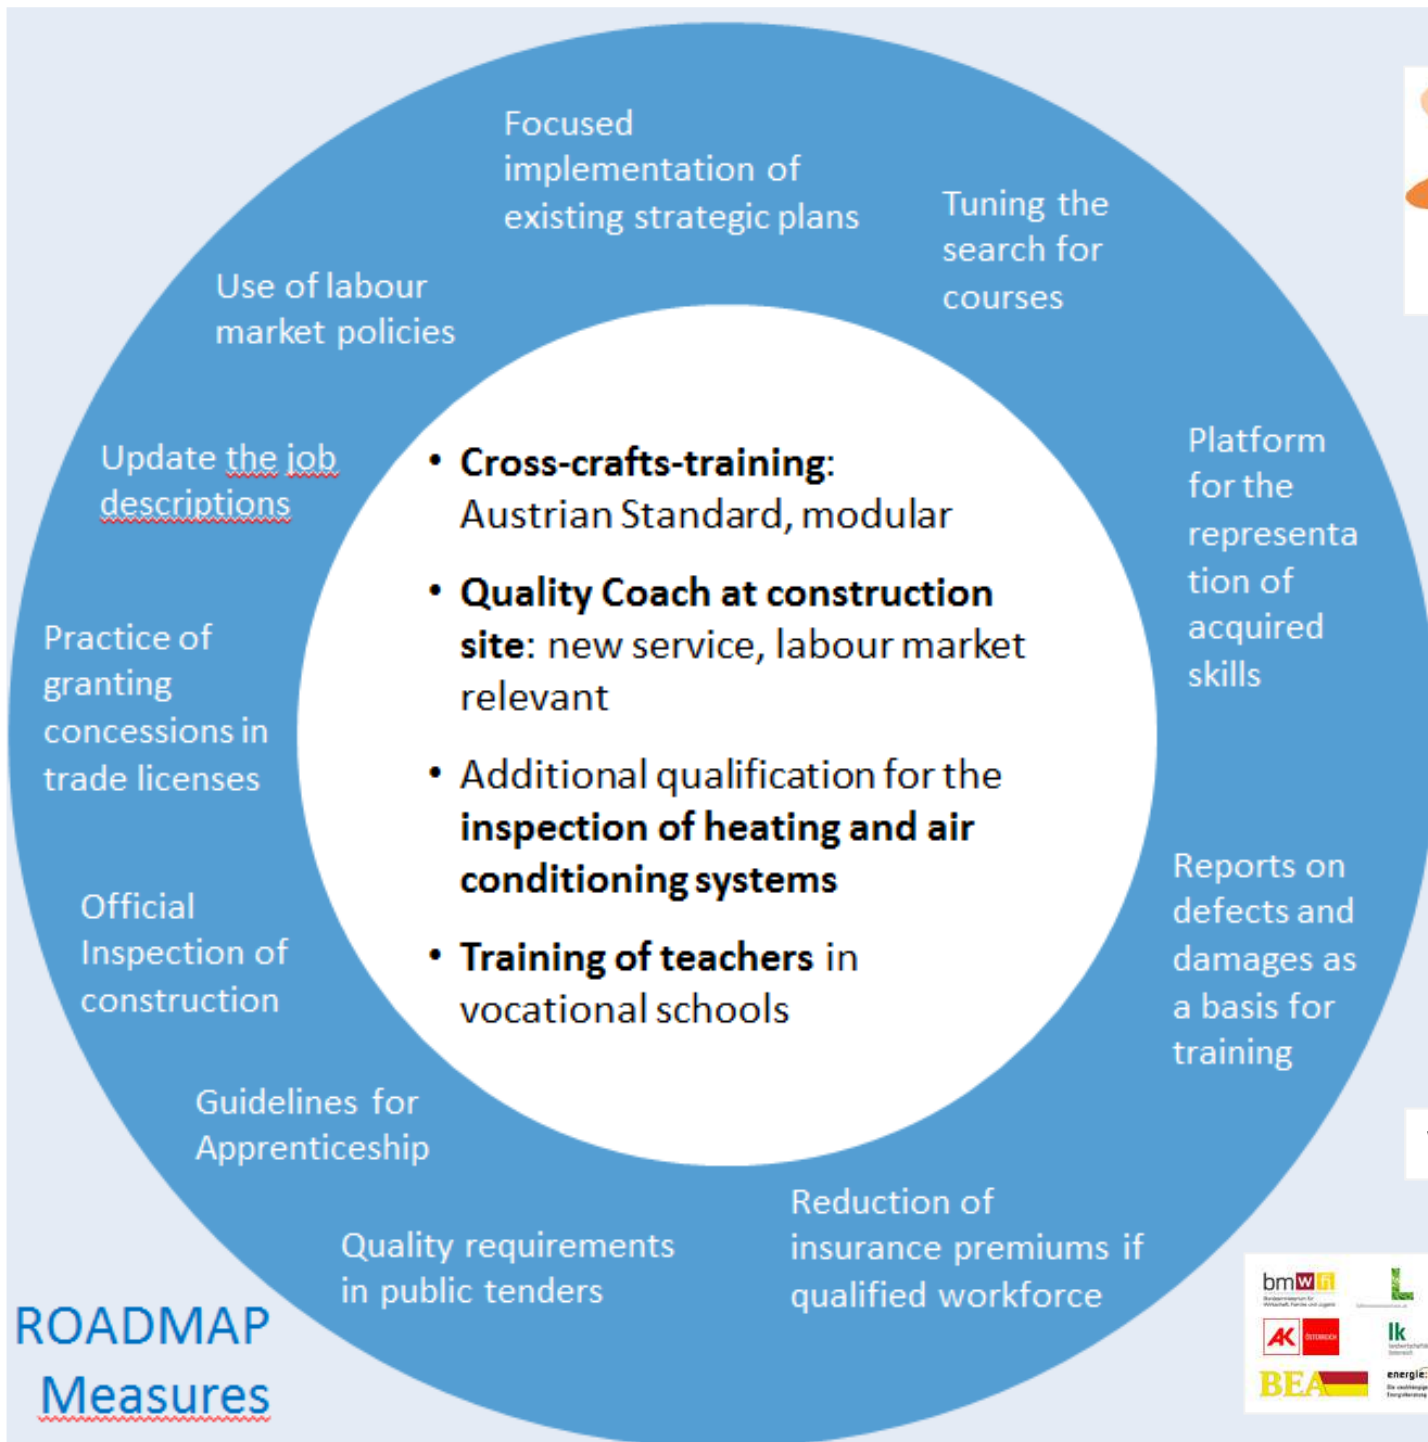 Focused
implementation of
existing strategic plans
Tuning the
search for
courses
Use of labour
market policies
Update the job
descriptions
Platform
for the
representa
tion of
acquired
skills
• Cross-crafts-training:
Austrian Standard, modular
• Quality Coach at construction
site: new service, labour market
relevant
• Additional qualification for the
inspection of heating and air
conditioning systems
• Training of teachers in
vocational schools
Practice of
granting
concessions in
trade licenses
Official
Inspection of
construction
Reports on
defects and
damages as
a basis for
training
Guidelines for
Apprenticeship
Quality requirements
in public tenders
Reduction of
insurance premiums if
qualified workforce
ROADMAP
Measures
bmwfj
L
AK ÖSTERREICH
lk
BEA
energie: